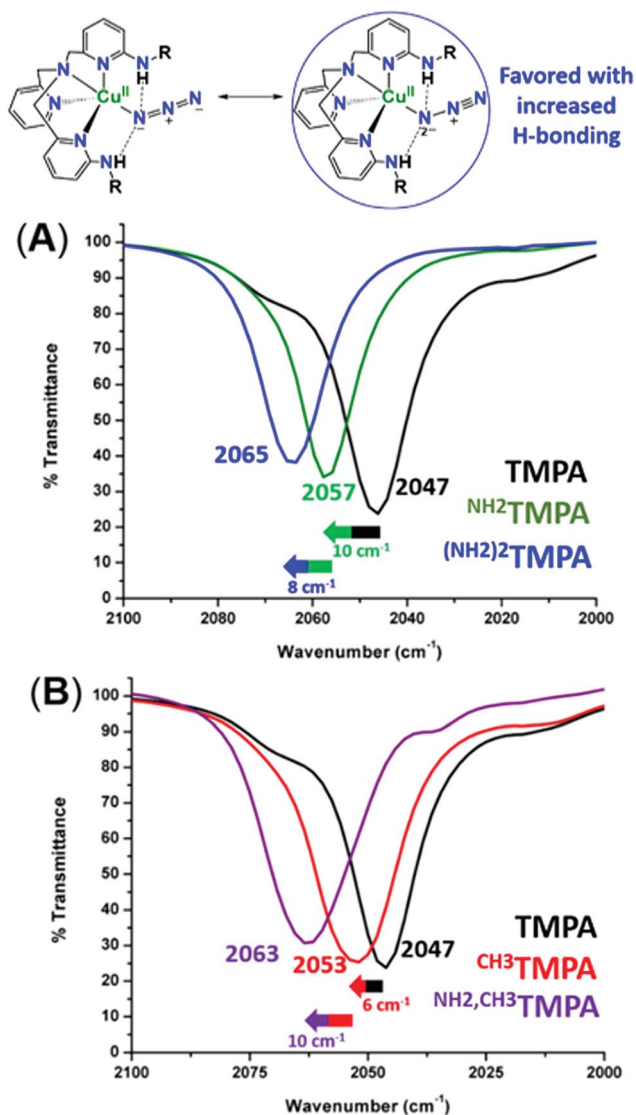 R
N
NH
N
Cu
II
N
N
N
N
−
+
−
N
NH
R
R
N
NH
N
Cu
II
N
N
N
N
2−
+
N
NH
R
Favored with
increased
H-bonding
(A)
100
90
80
70
60
50
40
30
20
10
0
% Transmittance
2065
2057
2047
TMPA
NH2TMPA
(NH2)2TMPA
10 cm-1
8 cm-1
2100
2080
2060
2040
2020
2000
Wavenumber (cm-1)
(B)
100
90
80
70
60
50
40
30
20
10
0
% Transmittance
2063
2053
2047
TMPA
CH3TMPA
NH2,CH3TMPA
6 cm-1
10 cm-1
2100
2075
2050
2025
2000
Wavenumber (cm-1)